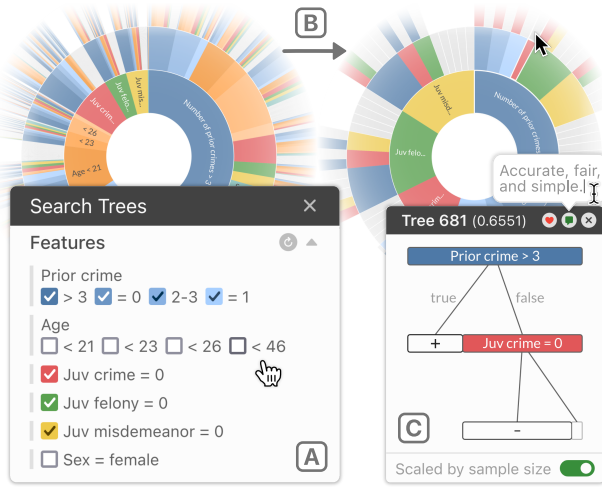 B
Juv crim...
Juv felo...
Juv mis...
Number of prior crimes > 3
< 26
< 23
Age < 21
Juv misd...
Juv felo...
Juv crim...
Number of prior crimes
Accurate, fair,
and simple.
Search Trees
Features
Prior crime
> 3 = 0 2-3 = 1
Age
< 21 < 23 < 26 < 46
Juv crime = 0
Juv felony = 0
Juv misdemeanor = 0
Sex = female
A
Tree 681 (0.6551)
Prior crime > 3
true false
+ Juv crime = 0
-
C
Scaled by sample size